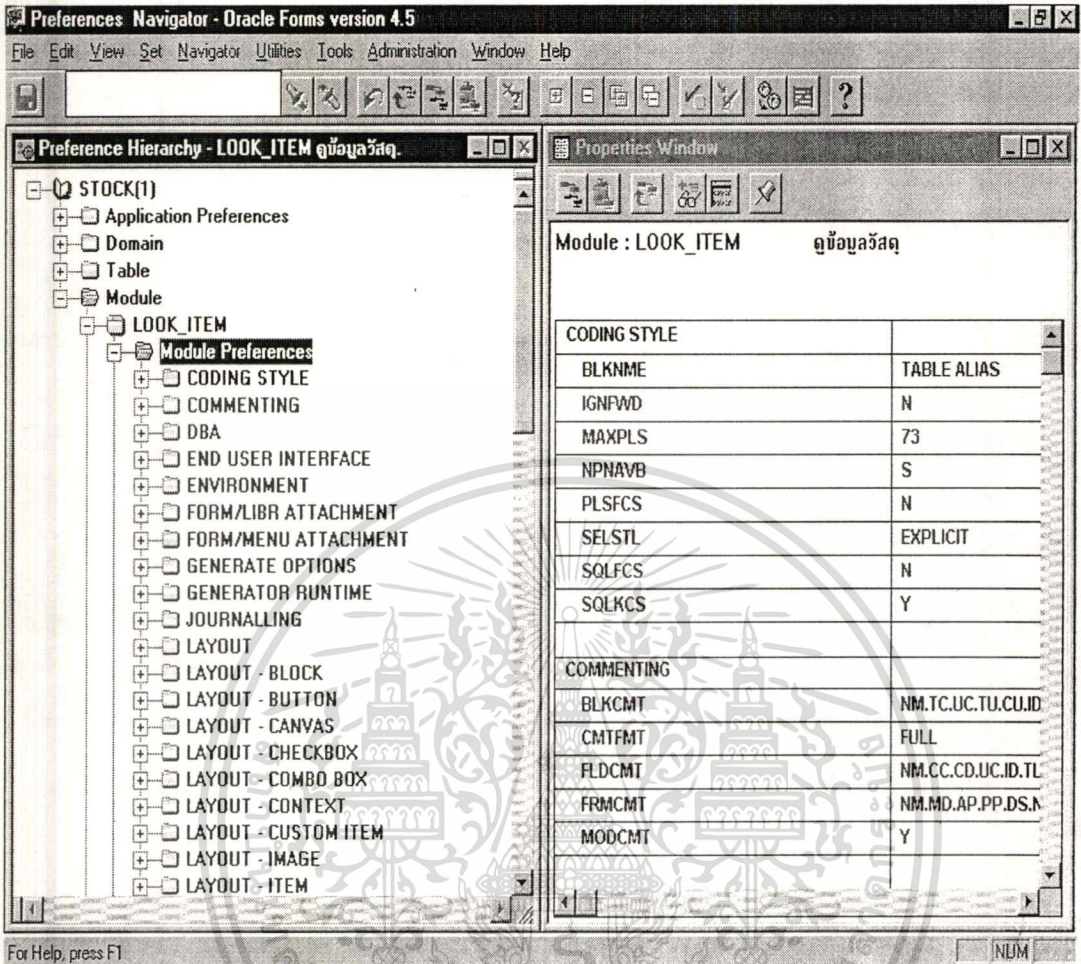 Preferences Navigator - Oracle Forms version 4.5
File Edit View Set Navigator Utilities Tools Administration Window Help
Preference Hierarchy - LOOK_ITEM ดูข้อมูลวัสดุ.
STOCK(1)
Application Preferences
Domain
Table
Module
LOOK_ITEM
Module Preferences
CODING STYLE
COMMENTING
DBA
END USER INTERFACE
ENVIRONMENT
FORM/LIBR ATTACHMENT
FORM/MENU ATTACHMENT
GENERATE OPTIONS
GENERATOR RUNTIME
JOURNALLING
LAYOUT
LAYOUT - BLOCK
LAYOUT - BUTTON
LAYOUT - CANVAS
LAYOUT - CHECKBOX
LAYOUT - COMBO BOX
LAYOUT - CONTEXT
LAYOUT - CUSTOM ITEM
LAYOUT - IMAGE
LAYOUT - ITEM
Properties Window
Module : LOOK_ITEM ดูข้อมูลวัสดุ
CODING STYLE
BLKNME TABLE ALIAS
IGNFWD N
MAXPLS 73
NPNAVB S
PLSFCS N
SELSTL EXPLICIT
SQLFCS N
SQLKCS Y
COMMENTING
BLKCMT NM.TC.UC.TU.CU.ID
CMTFMT FULL
FLDCMT NM.CC.CD.UC.ID.TL
FRMCMT NM.MD.AP.PP.DS.N
MODCMT Y
For Help, press F1
NUM